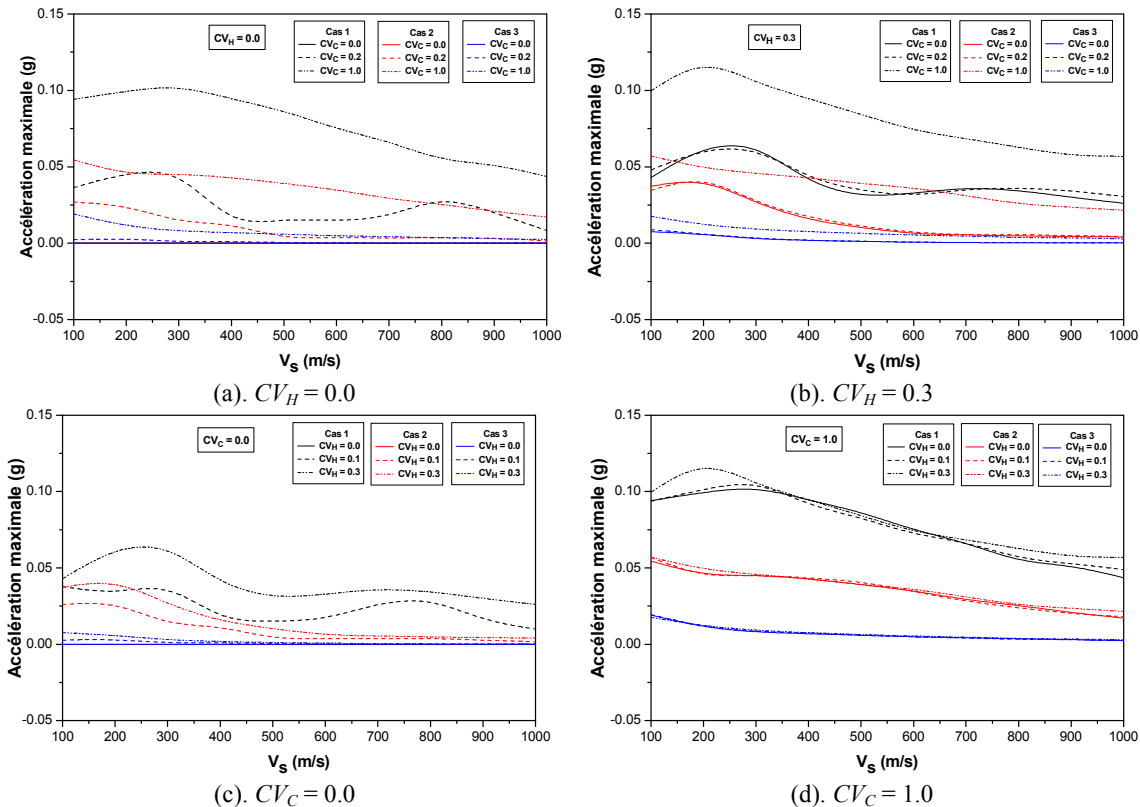 0.15
0.10
0.05
0.00
-0.05
Accélération maximale (g)
CV_H = 0.0
Cas 1
CV_C = 0.0
CV_C = 0.2
CV_C = 1.0
Cas 2
CV_C = 0.0
CV_C = 0.2
CV_C = 1.0
Cas 3
CV_C = 0.0
CV_C = 0.2
CV_C = 1.0
100 200 300 400 500 600 700 800 900 1000
V_S (m/s)
(a). CV_H = 0.0
0.15
0.10
0.05
0.00
-0.05
Accélération maximale (g)
CV_H = 0.3
Cas 1
CV_C = 0.0
CV_C = 0.2
CV_C = 1.0
Cas 2
CV_C = 0.0
CV_C = 0.2
CV_C = 1.0
Cas 3
CV_C = 0.0
CV_C = 0.2
CV_C = 1.0
100 200 300 400 500 600 700 800 900 1000
V_S (m/s)
(b). CV_H = 0.3
0.15
0.10
0.05
0.00
-0.05
Accélération maximale (g)
CV_C = 0.0
Cas 1
CV_H = 0.0
CV_H = 0.1
CV_H = 0.3
Cas 2
CV_H = 0.0
CV_H = 0.1
CV_H = 0.3
Cas 3
CV_H = 0.0
CV_H = 0.1
CV_H = 0.3
100 200 300 400 500 600 700 800 900 1000
V_S (m/s)
(c). CV_C = 0.0
0.15
0.10
0.05
0.00
-0.05
Accélération maximale (g)
CV_C = 1.0
Cas 1
CV_H = 0.0
CV_H = 0.1
CV_H = 0.3
Cas 2
CV_H = 0.0
CV_H = 0.1
CV_H = 0.3
Cas 3
CV_H = 0.0
CV_H = 0.1
CV_H = 0.3
100 200 300 400 500 600 700 800 900 1000
V_S (m/s)
(d). CV_C = 1.0